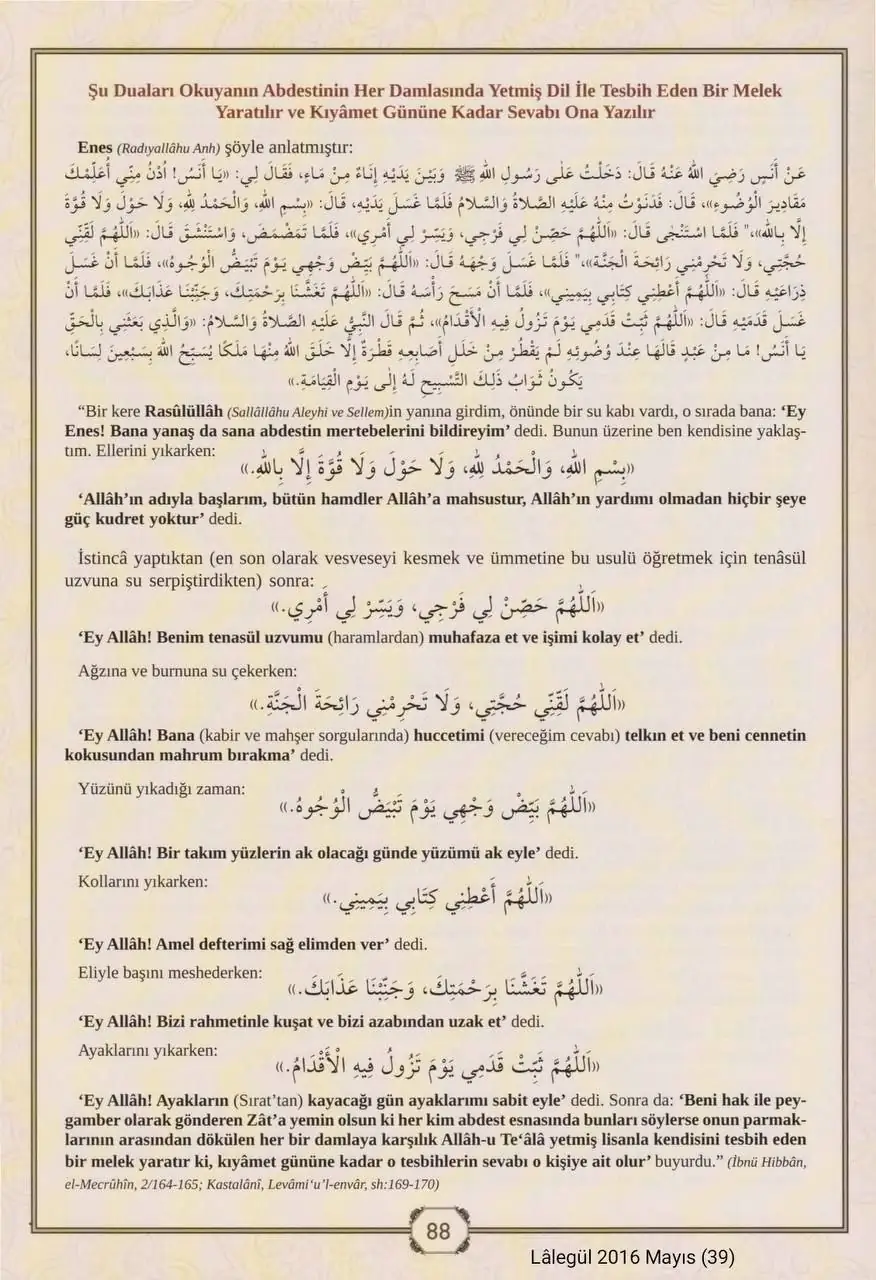 Şu Duaları Okuyanın Abdestinin Her Damlasında Yetmiş Dil İle Tesbih Eden Bir Melek
Yaratılır ve Kıyâmet Gününe Kadar Sevabı Ona Yazılır
Enes (Radıyallâhu Anh) şöyle anlatmıştır:
عَنْ أَنَسٍ رَضِيَ اللهُ عَنْهُ قَالَ: دَخَلْتُ عَلَى رَسُولِ اللهِ ﷺ وَبَيْنَ يَدَيْهِ إِنَاءٌ مِنْ مَاءٍ، فَقَالَ لِي: «يَا أَنَسُ! اُدْنُ مِنِّي أُعَلِّمْكَ
مَقَادِيرَ الْوُضُوءِ»، قَالَ: فَدَنَوْتُ مِنْهُ عَلَيْهِ الصَّلَاةُ وَالسَّلَامُ فَلَمَّا غَسَلَ يَدَيْهِ، قَالَ: «بِسْمِ اللهِ، وَالْحَمْدُ لِلهِ، وَلَا حَوْلَ وَلَا قُوَّةَ
إِلَّا بِاللهِ»،" فَلَمَّا اسْتَنْجَى قَالَ: «اَللّٰهُمَّ حَصِّنْ لِي فَرْجِي، وَيَسِّرْ لِي أَمْرِي»، فَلَمَّا تَمَضْمَضَ، وَاسْتَنْشَقَ قَالَ: «اَللّٰهُمَّ لَقِّنِّي
حُجَّتِي، وَلَا تَحْرِمْنِي رَائِحَةَ الْجَنَّةِ»،" فَلَمَّا غَسَلَ وَجْهَهُ قَالَ: «اَللّٰهُمَّ بَيِّضْ وَجْهِي يَوْمَ تَبْيَضُّ الْوُجُوهُ»، فَلَمَّا أَنْ غَسَلَ
ذِرَاعَيْهِ قَالَ: «اَللّٰهُمَّ أَعْطِنِي كِتَابِي بِيَمِينِي»، فَلَمَّا أَنْ مَسَحَ رَأْسَهُ قَالَ: «اَللّٰهُمَّ تَغَشَّنَا بِرَحْمَتِكَ، وَجَنِّبْنَا عَذَابَكَ»، فَلَمَّا أَنْ
غَسَلَ قَدَمَيْهِ قَالَ: «اَللّٰهُمَّ ثَبِّتْ قَدَمِي يَوْمَ تَزُولُ فِيهِ الْأَقْدَامُ»، ثُمَّ قَالَ النَّبِيُّ عَلَيْهِ الصَّلَاةُ وَالسَّلَامُ: «وَالَّذِي بَعَثَنِي بِالْحَقِّ
يَا أَنَسُ! مَا مِنْ عَبْدٍ قَالَهَا عِنْدَ وُضُوئِهِ لَمْ يَقْطُرْ مِنْ خَلَلِ أَصَابِعِهِ قَطْرَةٌ إِلَّا خَلَقَ اللهُ مِنْهَا مَلَكًا يُسَبِّحُ اللهَ بِسَبْعِينَ لِسَانًا،
يَكُونُ ثَوَابُ ذَلِكَ التَّسْبِيحِ لَهُ إِلَى يَوْمِ الْقِيَامَةِ.»
“Bir kere Rasûlüllâh (Sallâllâhu Aleyhi ve Sellem)in yanına girdim, önünde bir su kabı vardı, o sırada bana: ‘Ey
Enes! Bana yanaş da sana abdestin mertebelerini bildireyim’ dedi. Bunun üzerine ben kendisine yaklaş-
tım. Ellerini yıkarken:
«بِسْمِ اللهِ، وَالْحَمْدُ لِلهِ، وَلَا حَوْلَ وَلَا قُوَّةَ إِلَّا بِاللهِ.»
‘Allâh’ın adıyla başlarım, bütün hamdler Allâh’a mahsustur, Allâh’ın yardımı olmadan hiçbir şeye
güç kudret yoktur’ dedi.
İstincâ yaptıktan (en son olarak vesveseyi kesmek ve ümmetine bu usulü öğretmek için tenâsül
uzvuna su serpiştirdikten) sonra:
«اَللّٰهُمَّ حَصِّنْ لِي فَرْجِي، وَيَسِّرْ لِي أَمْرِي.»
‘Ey Allâh! Benim tenasül uzvumu (haramlardan) muhafaza et ve işimi kolay et’ dedi.
Ağzına ve burnuna su çekerken:
«اَللّٰهُمَّ لَقِّنِّي حُجَّتِي، وَلَا تَحْرِمْنِي رَائِحَةَ الْجَنَّةِ.»
‘Ey Allâh! Bana (kabir ve mahşer sorgularında) huccetimi (vereceğim cevabı) telkın et ve beni cennetin
kokusundan mahrum bırakma’ dedi.
Yüzünü yıkadığı zaman:
«اَللّٰهُمَّ بَيِّضْ وَجْهِي يَوْمَ تَبْيَضُّ الْوُجُوهُ.»
‘Ey Allâh! Bir takım yüzlerin ak olacağı günde yüzümü ak eyle’ dedi.
Kollarını yıkarken:
«اَللّٰهُمَّ أَعْطِنِي كِتَابِي بِيَمِينِي.»
‘Ey Allâh! Amel defterimi sağ elimden ver’ dedi.
Eliyle başını meshederken:
«اَللّٰهُمَّ تَغَشَّنَا بِرَحْمَتِكَ، وَجَنِّبْنَا عَذَابَكَ.»
‘Ey Allâh! Bizi rahmetinle kuşat ve bizi azabından uzak et’ dedi.
Ayaklarını yıkarken:
«اَللّٰهُمَّ ثَبِّتْ قَدَمِي يَوْمَ تَزُولُ فِيهِ الْأَقْدَامُ.»
‘Ey Allâh! Ayakların (Sırat’tan) kayacağı gün ayaklarımı sabit eyle’ dedi. Sonra da: ‘Beni hak ile pey-
gamber olarak gönderen Zât’a yemin olsun ki her kim abdest esnasında bunları söylerse onun parmak-
larının arasından dökülen her bir damlaya karşılık Allâh-u Te‘âlâ yetmiş lisanla kendisini tesbih eden
bir melek yaratır ki, kıyâmet gününe kadar o tesbihlerin sevabı o kişiye ait olur’ buyurdu.” (İbnü Hibbân,
el-Mecrûhîn, 2/164-165; Kastalânî, Levâmi‘u’l-envâr, sh:169-170)
88
Lâlegül 2016 Mayıs (39)